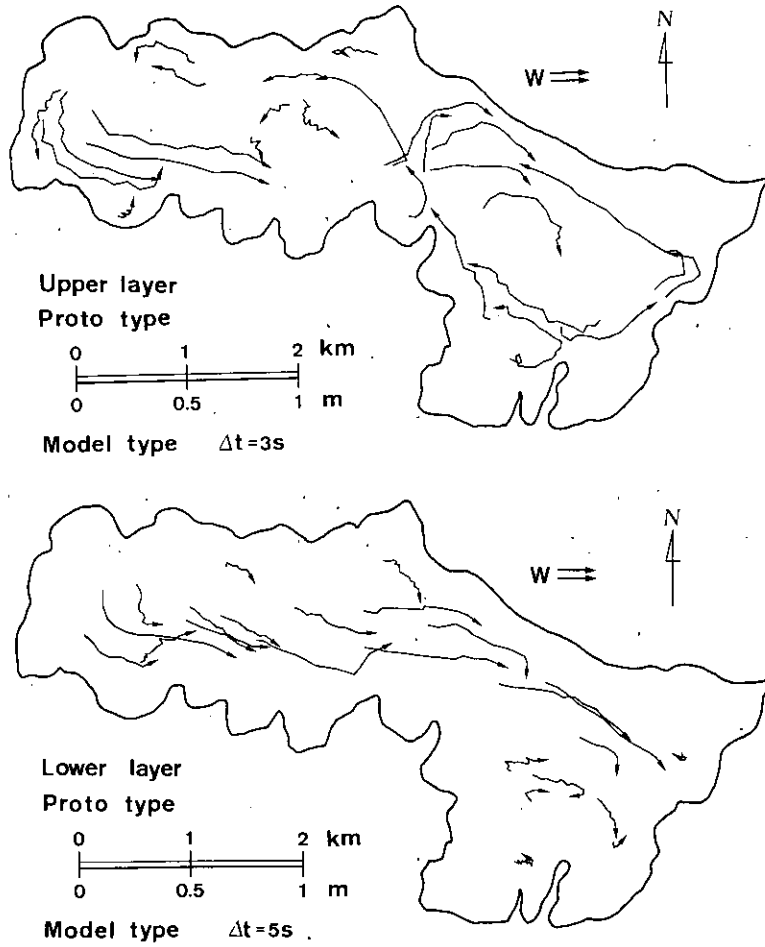 N
W
Upper layer
Proto type
0 1 2 km
0 0.5 1 m
Model type Δt=3s
N
W
Lower layer
Proto type
0 1 2 km
0 0.5 1 m
Model type Δt=5s